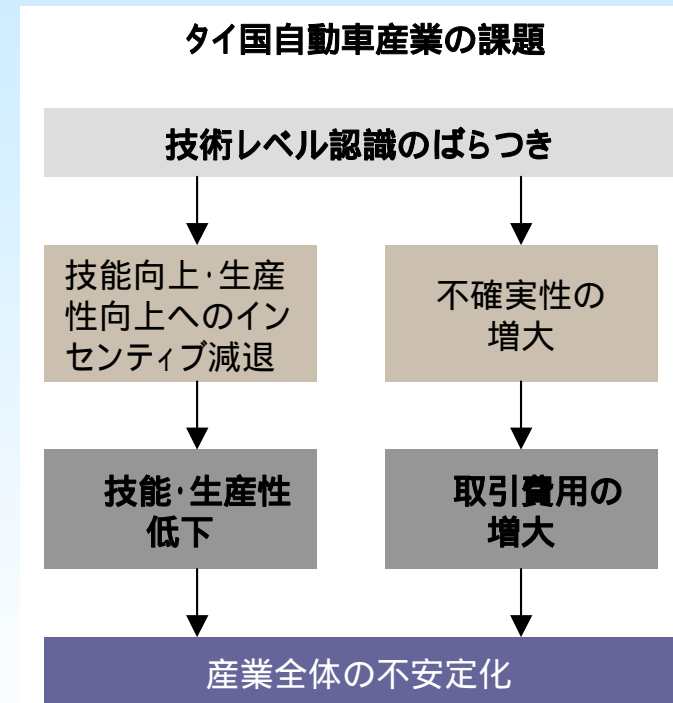 タイ国自動車産業の課題
技術レベル認識のばらつき
技能向上・生産
性向上へのイン
センティブ減退
不確実性の
増大
技能・生産性
低下
取引費用の
増大
産業全体の不安定化